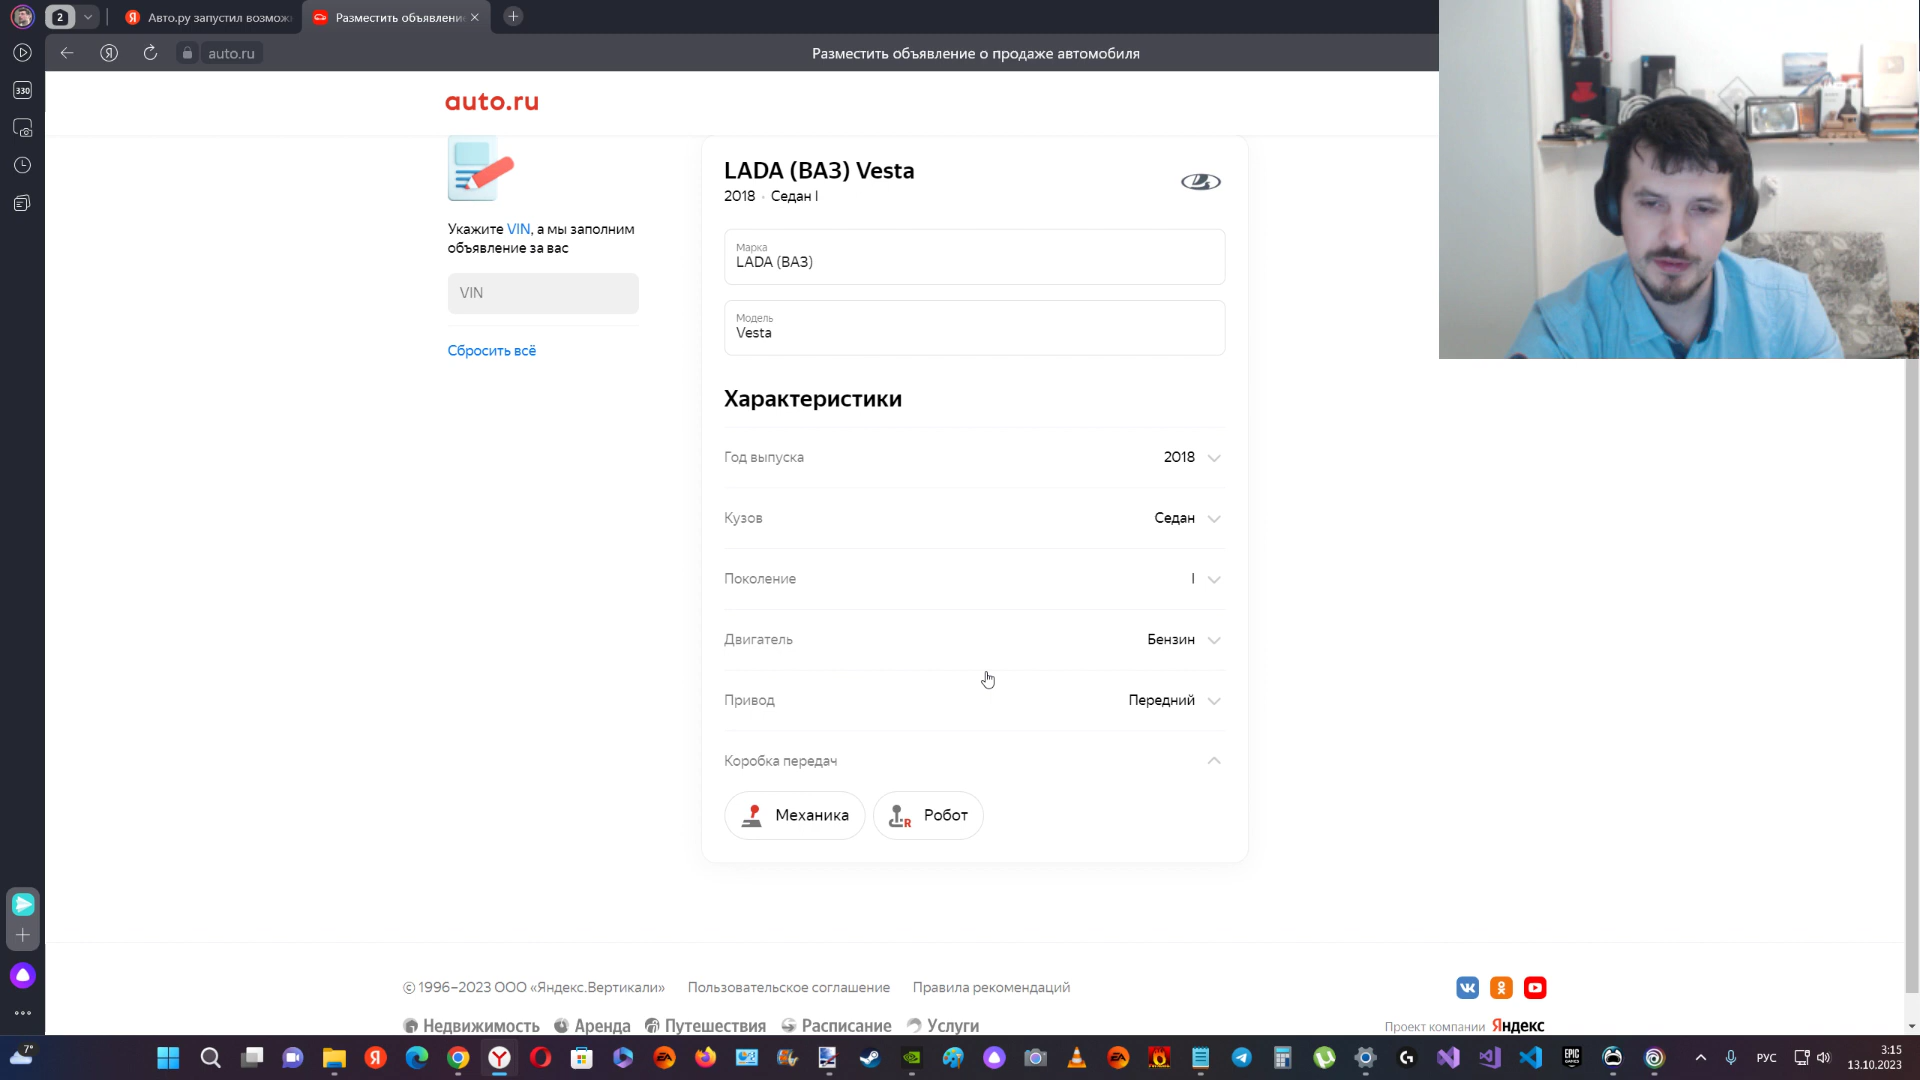 2
Авто.ру запустил возмож
Разместить объявлени
auto.ru
Разместить объявление о продаже автомобиля
330
auto.ru
Укажите VIN, а мы заполним
объявление за вас
VIN
Сбросить всё
LADA (ВАЗ) Vesta
2018 · Седан I
Марка
LADA (ВАЗ)
Модель
Vesta
Характеристики
Год выпуска 2018
Кузов Седан
Поколение I
Двигатель Бензин
Привод Передний
Коробка передач
Механика Робот
© 1996–2023 ООО «Яндекс.Вертикали» Пользовательское соглашение Правила рекомендаций
Недвижимость Аренда Путешествия Расписание Услуги
Проект компании Яндекс
7°
РУС
3:15
13.10.2023